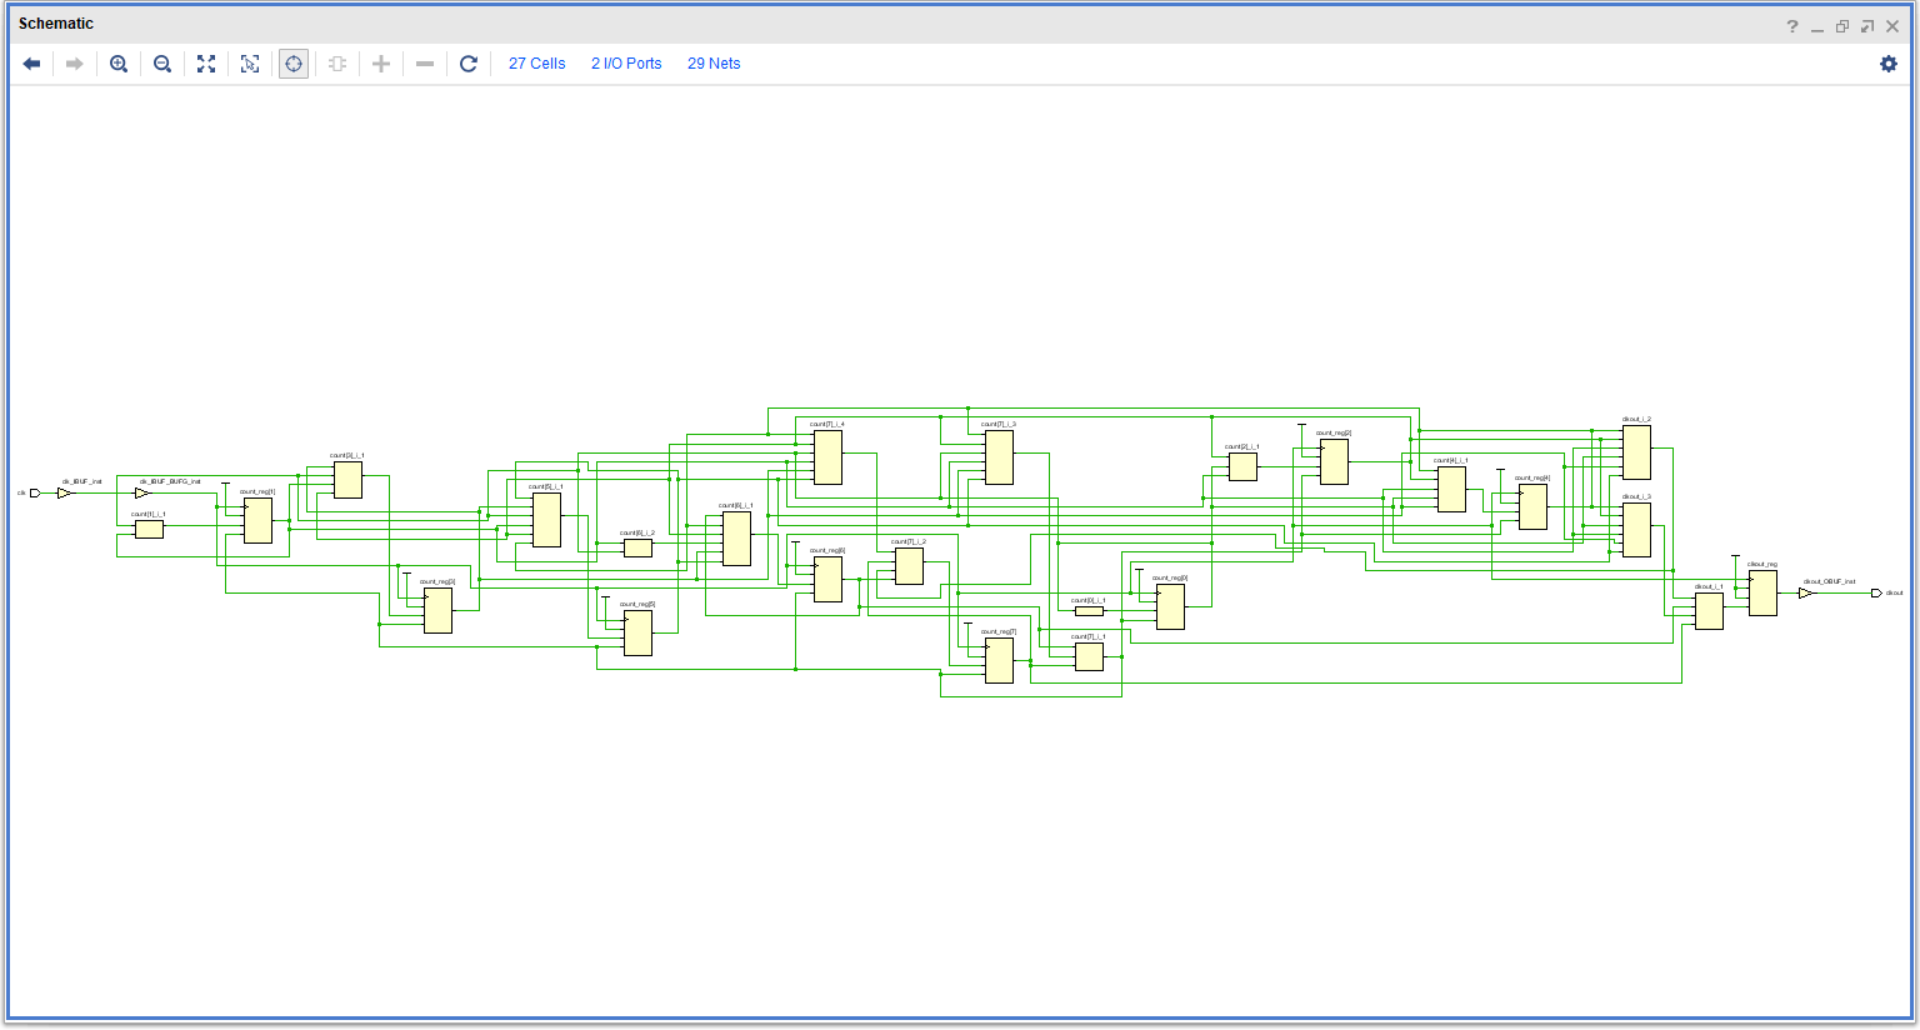 Schematic
27 Cells
2 I/O Ports
29 Nets
clk
clk_IBUF_inst
clk_IBUF_BUFG_inst
count[1]_i_1
count_reg[1]
count[3]_i_1
count_reg[3]
count[5]_i_1
count[6]_i_2
count_reg[5]
count[6]_i_1
count[7]_i_4
count_reg[6]
count[7]_i_2
count[7]_i_3
count_reg[7]
count[0]_i_1
count[7]_i_1
count_reg[0]
count[2]_i_1
count_reg[2]
count[4]_i_1
count_reg[4]
clkout_i_2
clkout_i_3
clkout_i_1
clkout_reg
clkout_OBUF_inst
clkout